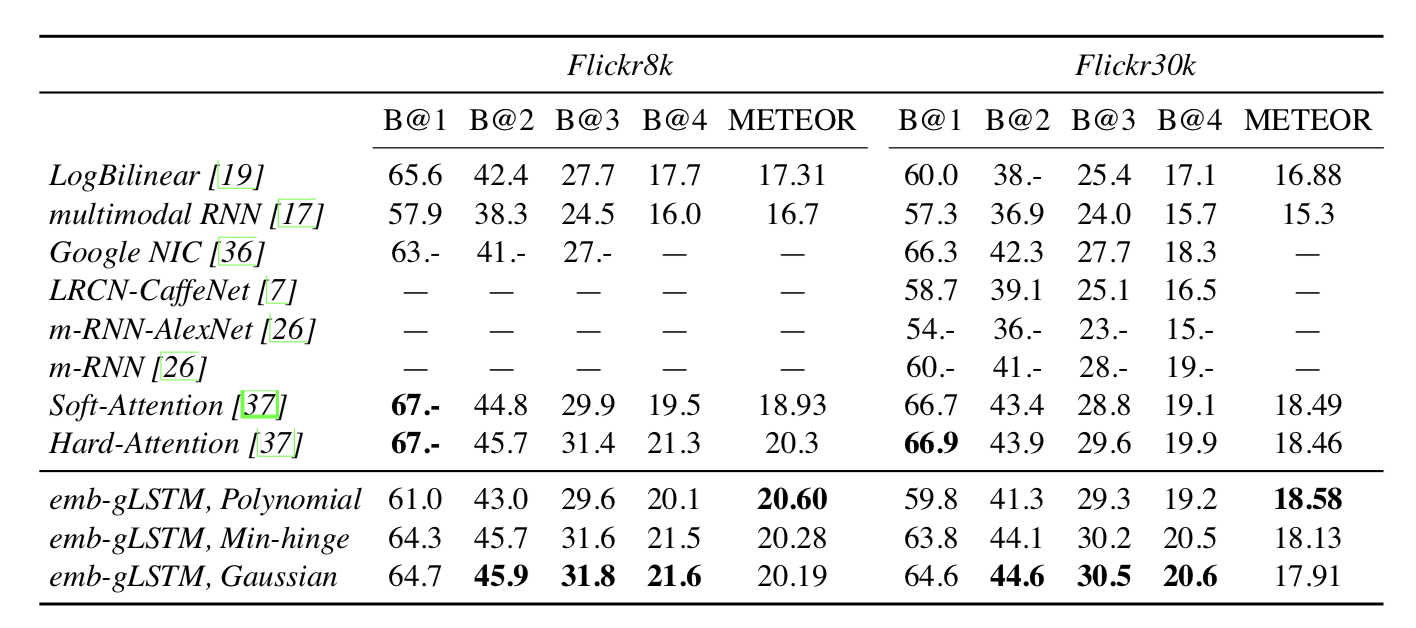 Flickr8k Flickr30k
B@1 B@2 B@3 B@4 METEOR B@1 B@2 B@3 B@4 METEOR
LogBilinear [19] 65.6 42.4 27.7 17.7 17.31 60.0 38.- 25.4 17.1 16.88
multimodal RNN [17] 57.9 38.3 24.5 16.0 16.7 57.3 36.9 24.0 15.7 15.3
Google NIC [36] 63.- 41.- 27.- — — 66.3 42.3 27.7 18.3 —
LRCN-CaffeNet [7] — — — — — 58.7 39.1 25.1 16.5 —
m-RNN-AlexNet [26] — — — — — 54.- 36.- 23.- 15.- —
m-RNN [26] — — — — — 60.- 41.- 28.- 19.- —
Soft-Attention [37] 67.- 44.8 29.9 19.5 18.93 66.7 43.4 28.8 19.1 18.49
Hard-Attention [37] 67.- 45.7 31.4 21.3 20.3 66.9 43.9 29.6 19.9 18.46
emb-gLSTM, Polynomial 61.0 43.0 29.6 20.1 20.60 59.8 41.3 29.3 19.2 18.58
emb-gLSTM, Min-hinge 64.3 45.7 31.6 21.5 20.28 63.8 44.1 30.2 20.5 18.13
emb-gLSTM, Gaussian 64.7 45.9 31.8 21.6 20.19 64.6 44.6 30.5 20.6 17.91